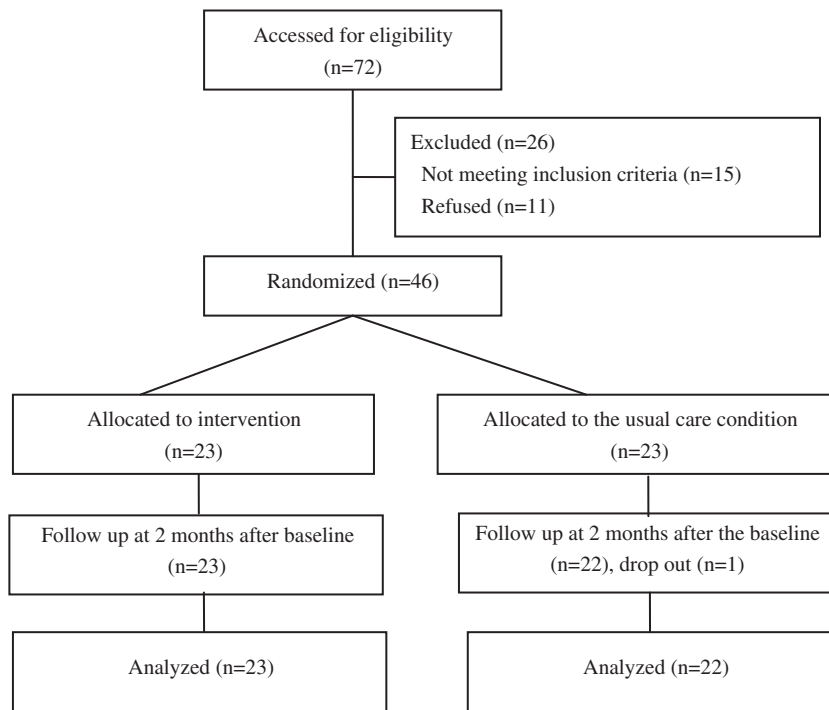 Accessed for eligibility
(n=72)
Excluded (n=26)
Not meeting inclusion criteria (n=15)
Refused (n=11)
Randomized (n=46)
Allocated to intervention
(n=23)
Allocated to the usual care condition
(n=23)
Follow up at 2 months after baseline
(n=23)
Follow up at 2 months after the baseline
(n=22), drop out (n=1)
Analyzed (n=23)
Analyzed (n=22)